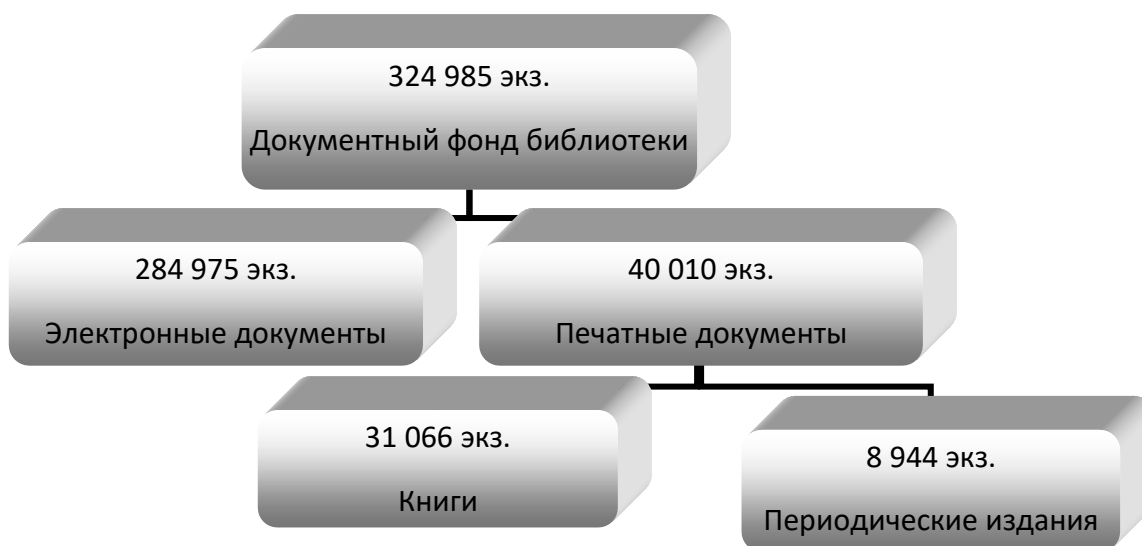 324 985 экз.
Документный фонд библиотеки
284 975 экз.
Электронные документы
40 010 экз.
Печатные документы
31 066 экз.
Книги
8 944 экз.
Периодические издания